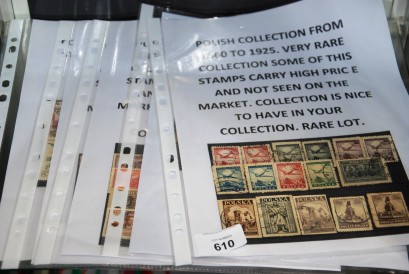 POLISH COLLECTION FROM
TO 1925. VERY RARE
COLLECTION SOME OF THIS
STAMPS CARRY HIGH PRIC E
AND NOT SEEN ON THE
MARKET. COLLECTION IS NICE
TO HAVE IN YOUR
COLLECTION. RARE LOT.
POLSKA
POLSKA
610